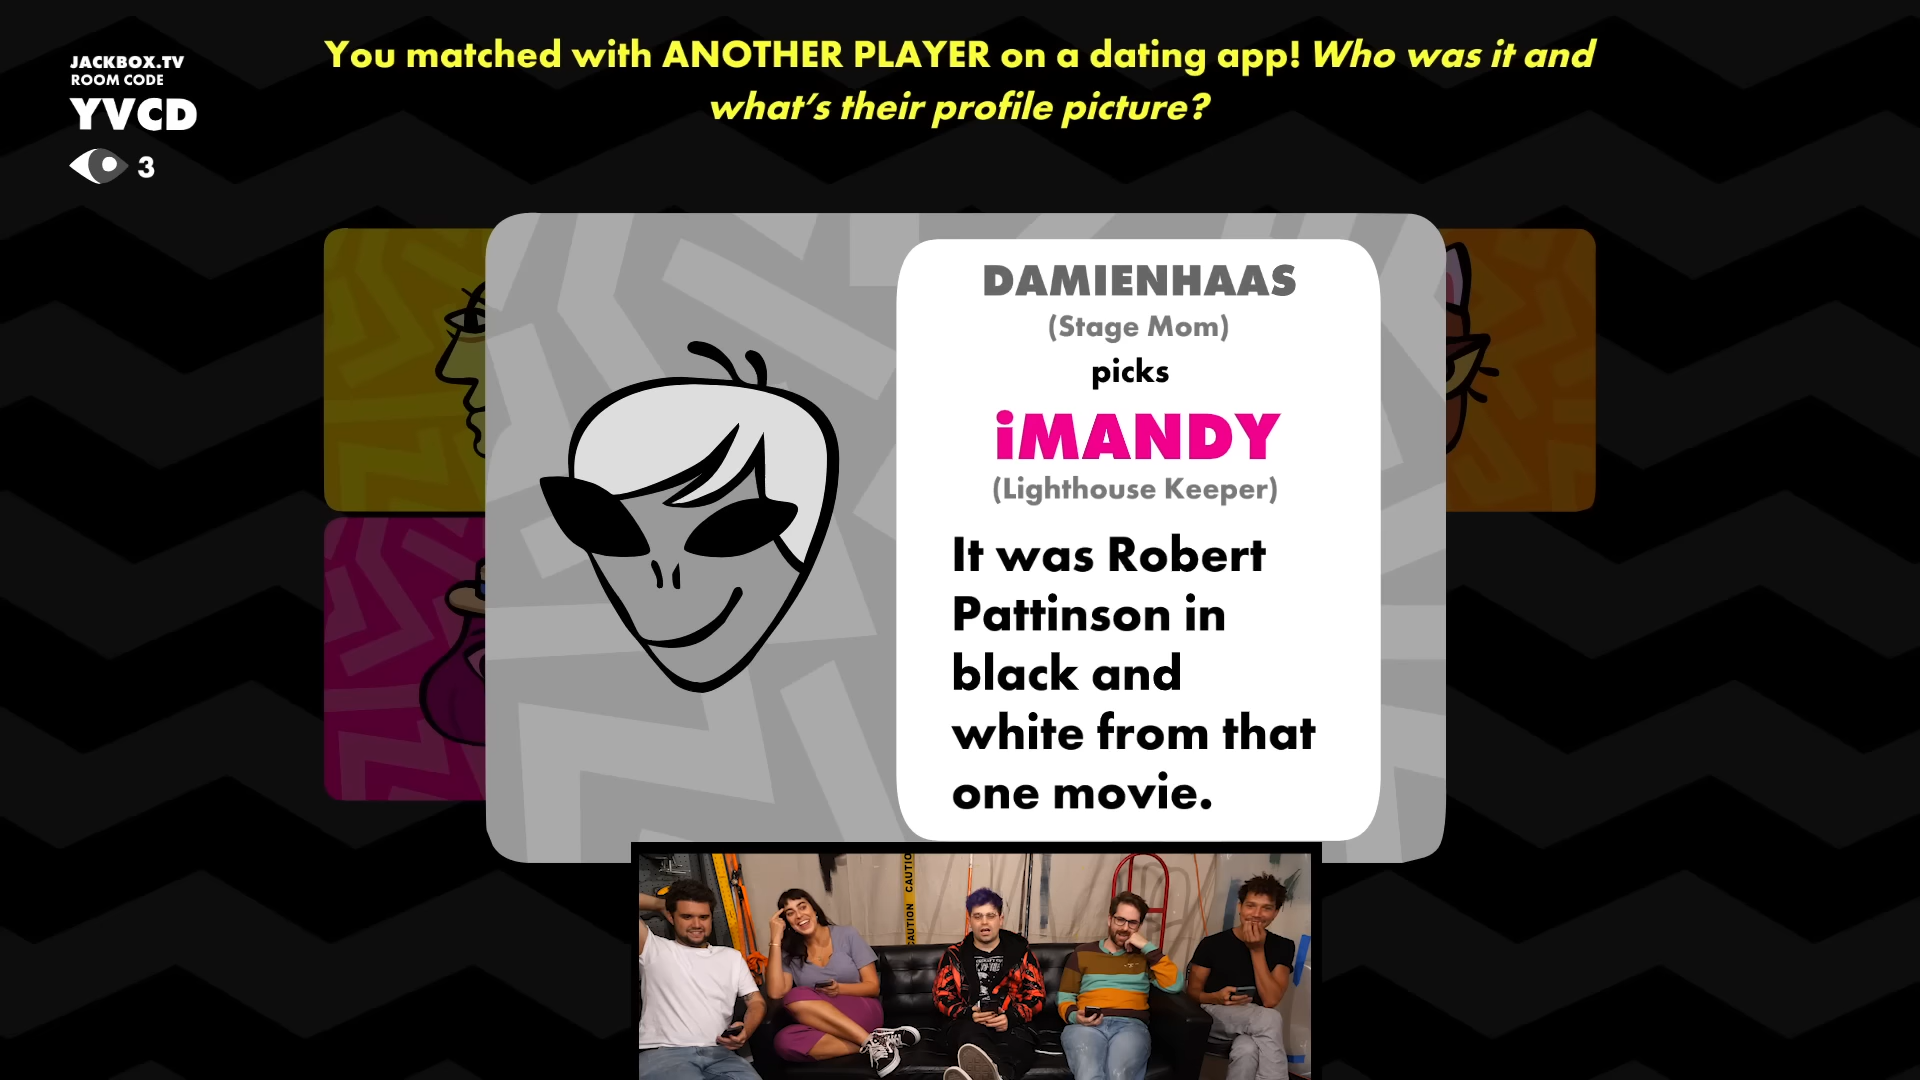 You matched with ANOTHER PLAYER on a dating app! Who was it and
what's their profile picture?
JACKBOX.TV
ROOM CODE
YVCD
3
DAMIENHAAS
(Stage Mom)
picks
iMANDY
(Lighthouse Keeper)
It was Robert
Pattinson in
black and
white from that
one movie.
CAUTIO
CAUTION